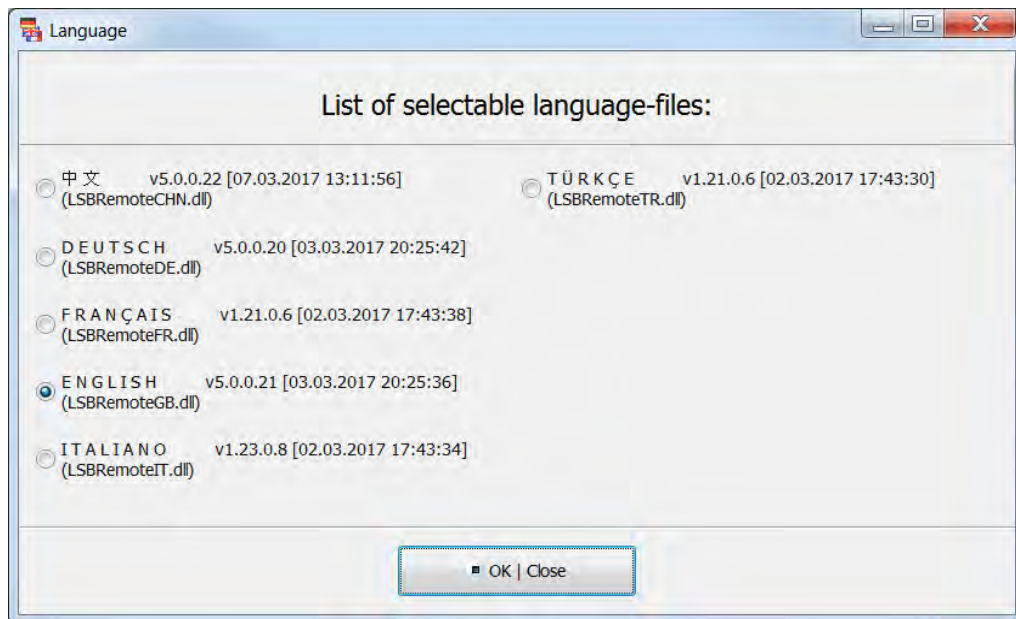 Language
List of selectable language-files:
中文 v5.0.0.22 [07.03.2017 13:11:56]
(LSBRemoteCHN.dll)
DEUTSCH v5.0.0.20 [03.03.2017 20:25:42]
(LSBRemoteDE.dll)
FRANÇAIS v1.21.0.6 [02.03.2017 17:43:38]
(LSBRemoteFR.dll)
ENGLISH v5.0.0.21 [03.03.2017 20:25:36]
(LSBRemoteGB.dll)
ITALIANO v1.23.0.8 [02.03.2017 17:43:34]
(LSBRemoteIT.dll)
TÜRKÇE v1.21.0.6 [02.03.2017 17:43:30]
(LSBRemoteTR.dll)
OK | Close